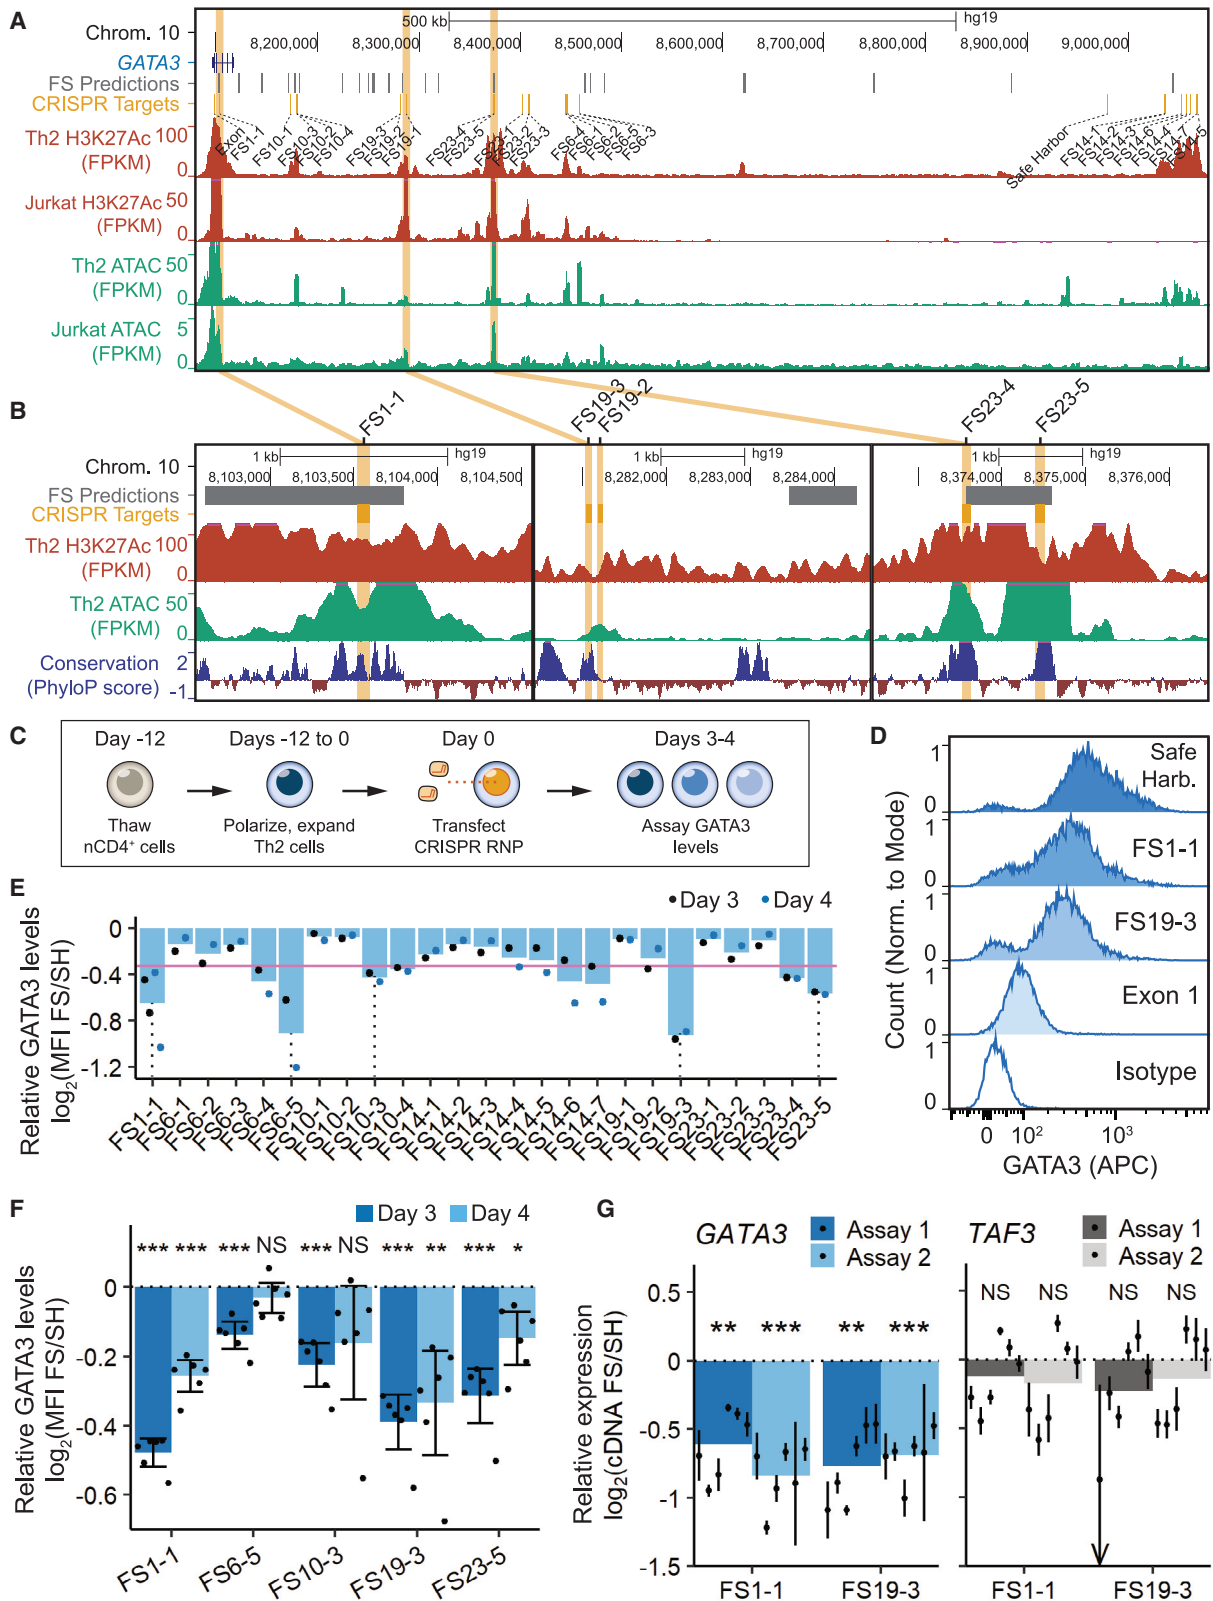 A
500 kb hg19
Chrom. 10
8,200,000 8,300,000 8,400,000 8,500,000 8,600,000 8,700,000 8,800,000 8,900,000 9,000,000
GATA3
FS Predictions
CRISPR Targets
Exon FS1-1 FS10-1 FS10-3 FS10-2 FS10-4 FS19-3 FS19-2 FS19-1 FS23-4 FS23-5 FS23-1 FS23-2 FS23-3 FS6-4 FS6-1 FS6-2 FS6-5 FS6-3 Safe Harbor FS14-1 FS14-2 FS14-3 FS14-6 FS14-4 FS14-7 FS14-5
Th2 H3K27Ac 100
(FPKM) 0
Jurkat H3K27Ac 50
(FPKM) 0
Th2 ATAC 50
(FPKM) 0
Jurkat ATAC 5
(FPKM) 0
B
FS1-1 FS19-3 FS19-2 FS23-4 FS23-5
1 kb hg19 1 kb hg19 1 kb hg19
Chrom. 10
8,103,000 8,103,500 8,104,000 8,104,500 8,282,000 8,283,000 8,284,000 8,374,000 8,375,000 8,376,000
FS Predictions
CRISPR Targets
Th2 H3K27Ac 100
(FPKM) 0
Th2 ATAC 50
(FPKM) 0
Conservation 2
(PhyloP score) -1
C
Day -12 Days -12 to 0 Day 0 Days 3-4
Thaw Polarize, expand Transfect Assay GATA3
nCD4+ cells Th2 cells CRISPR RNP levels
D
Count (Norm. to Mode)
1 Safe
Harb.
0
1
FS1-1
0
1
FS19-3
0
1
Exon 1
0
1
Isotype
0
0 10² 10³
GATA3 (APC)
E
Day 3 Day 4
Relative GATA3 levels
log2(MFI FS/SH)
0
-0.4
-0.8
-1.2
FS1-1 FS6-1 FS6-2 FS6-3 FS6-4 FS6-5 FS10-1 FS10-2 FS10-3 FS10-4 FS14-1 FS14-2 FS14-3 FS14-4 FS14-5 FS14-6 FS14-7 FS19-1 FS19-2 FS19-3 FS23-1 FS23-2 FS23-3 FS23-4 FS23-5
F
Day 3 Day 4
Relative GATA3 levels
log2(MFI FS/SH)
*** *** *** NS *** NS *** ** *** *
0
-0.2
-0.4
-0.6
FS1-1 FS6-5 FS10-3 FS19-3 FS23-5
G
GATA3 Assay 1
Assay 2
TAF3 Assay 1
Assay 2
Relative expression
log2(cDNA FS/SH)
0.5
** *** ** *** NS NS NS NS
0
-0.5
-1
-1.5
FS1-1 FS19-3 FS1-1 FS19-3